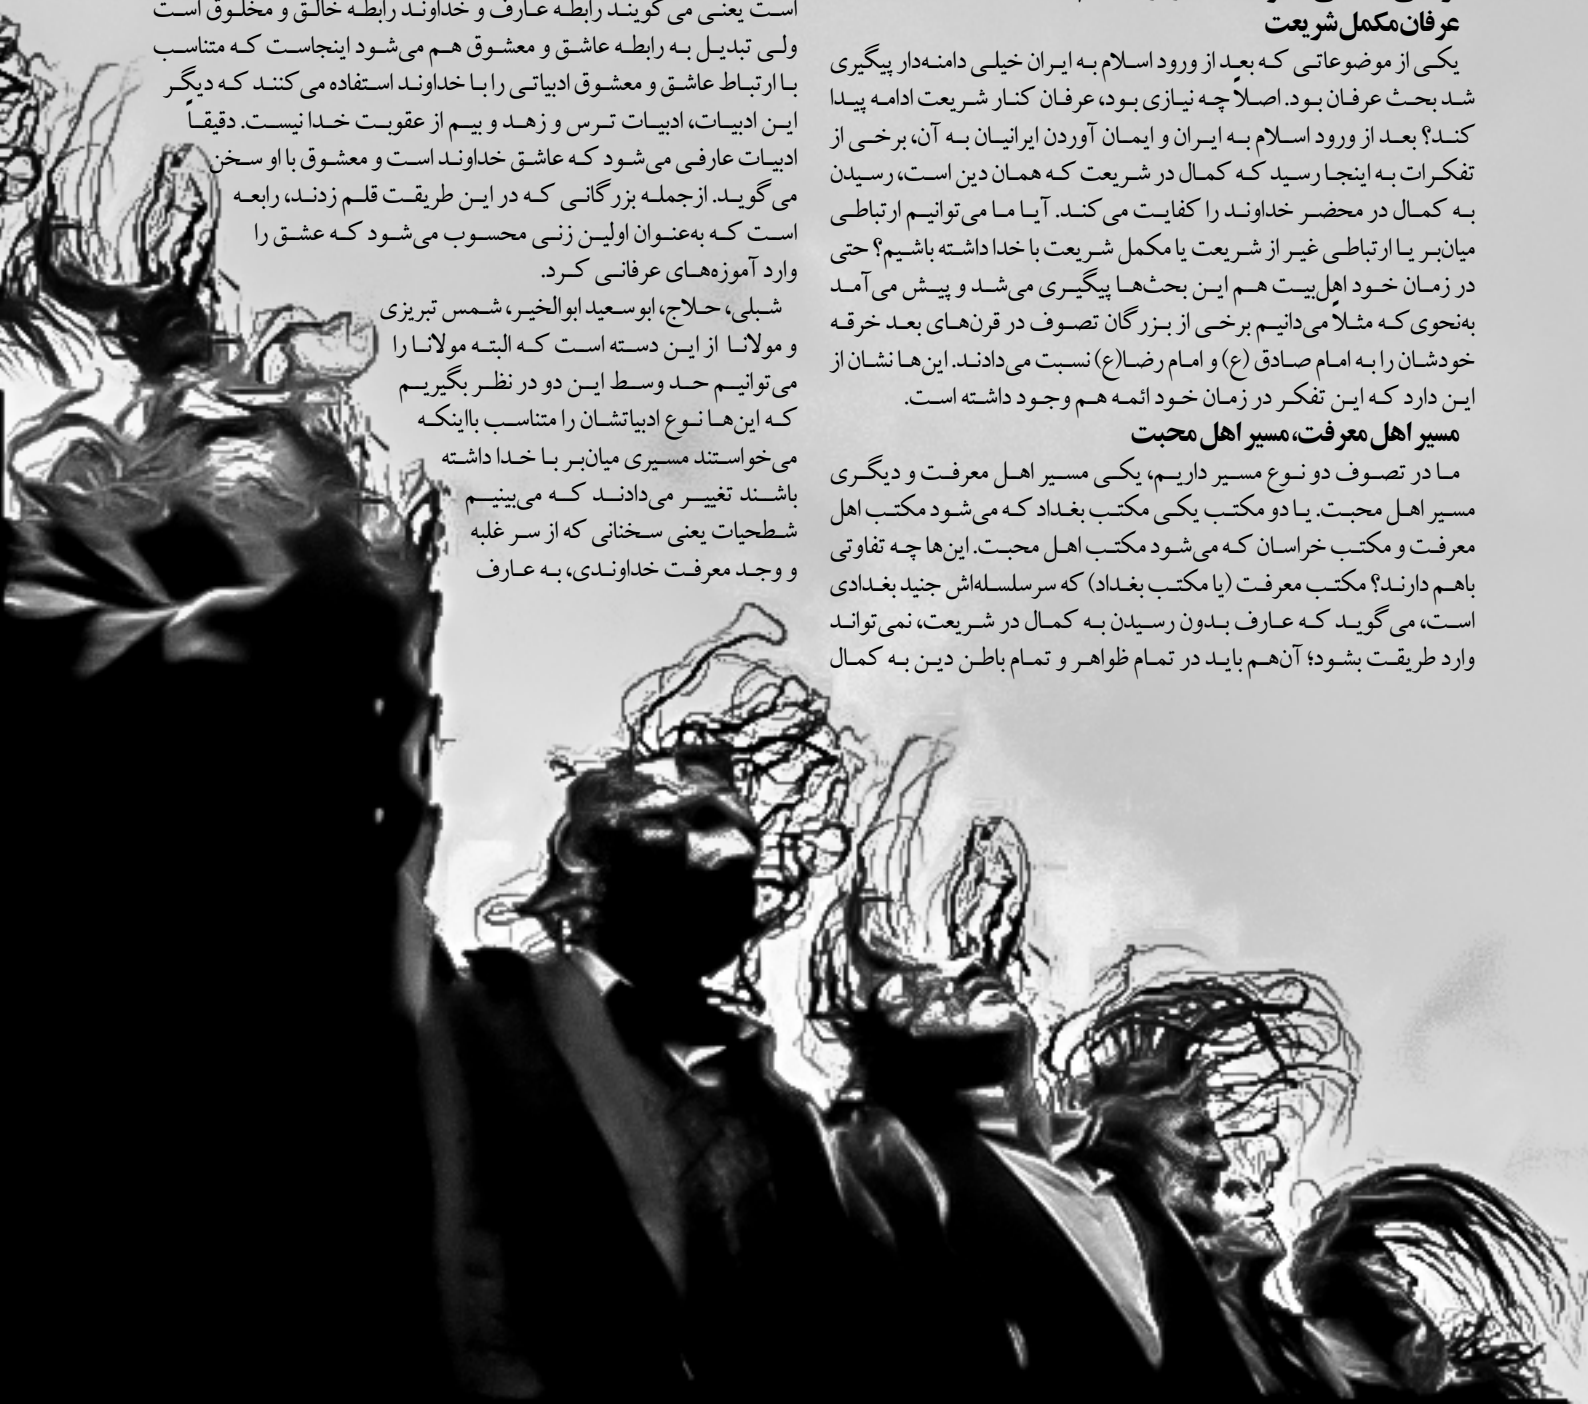 عرفان مکمل شریعت
یکی از موضوعاتی که بعد از ورود اسلام به ایران خیلی دامنه‌دار پیگیری
شد بحث عرفان بود. اصلاً چه نیازی بود، عرفان کنار شریعت ادامه پیدا
کند؟ بعد از ورود اسلام به ایران و ایمان آوردن ایرانیان به آن، برخی از
تفکرات به اینجا رسید که کمال در شریعت که همان دین است، رسیدن
به کمال در محضر خداوند را کفایت می‌کند. آیا ما می‌توانیم ارتباطی
میان‌بر یا ارتباطی غیر از شریعت یا مکمل شریعت با خدا داشته باشیم؟ حتی
در زمان خود اهل‌بیت هم این بحث‌ها پیگیری می‌شد و پیش می‌آمد
به‌نحوی که مثلاً می‌دانیم برخی از بزرگان تصوف در قرن‌های بعد خرقه
خودشان را به امام صادق (ع) و امام رضا(ع) نسبت می‌دادند. این‌ها نشان از
این دارد که این تفکر در زمان خود ائمه هم وجود داشته است.
مسیر اهل معرفت، مسیر اهل محبت
ما در تصوف دو نوع مسیر داریم، یکی مسیر اهل معرفت و دیگری
مسیر اهل محبت. یا دو مکتب یکی مکتب بغداد که می‌شود مکتب اهل
معرفت و مکتب خراسان که می‌شود مکتب اهل محبت. این‌ها چه تفاوتی
باهم دارند؟ مکتب معرفت (یا مکتب بغداد) که سرسلسله‌اش جنید بغدادی
است، می‌گوید که عارف بدون رسیدن به کمال در شریعت، نمی‌تواند
وارد طریقت بشود؛ آن‌هم باید در تمام ظواهر و تمام باطن دین به کمال
است یعنی می‌گویند رابطه عارف و خداوند رابطه خالق و مخلوق است
ولی تبدیل به رابطه عاشق و معشوق هم می‌شود اینجاست که متناسب
با ارتباط عاشق و معشوق ادبیاتی را با خداوند استفاده می‌کنند که دیگر
این ادبیات، ادبیات ترس و زهد و بیم از عقوبت خدا نیست. دقیقاً
ادبیات عارفی می‌شود که عاشق خداوند است و معشوق با او سخن
می‌گوید. ازجمله بزرگانی که در این طریقت قلم زدند، رابعه
است که به‌عنوان اولین زنی محسوب می‌شود که عشق را
وارد آموزه‌های عرفانی کرد.
شبلی، حلاج، ابوسعید ابوالخیر، شمس تبریزی
و مولانا از این دسته است که البته مولانا را
می‌توانیم حد وسط این دو در نظر بگیریم
که این‌ها نوع ادبیاتشان را متناسب بااینکه
می‌خواستند مسیری میان‌بر با خدا داشته
باشند تغییر می‌دادند که می‌بینیم
شطحیات یعنی سخنانی که از سر غلبه
و وجد معرفت خداوندی، به عارف